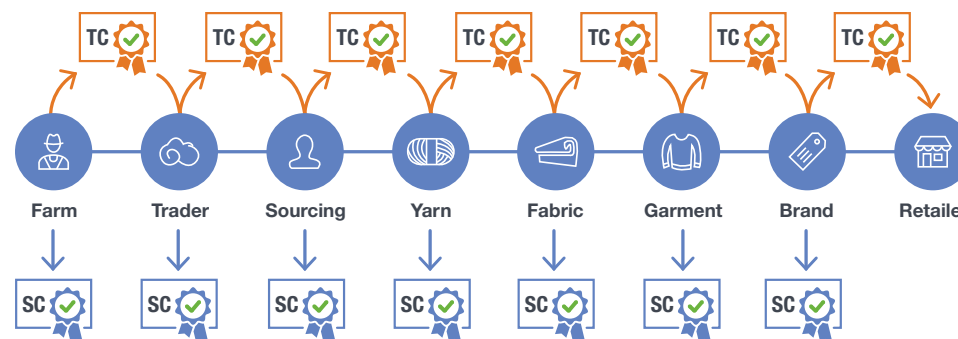 TC TC TC TC TC TC TC
Farm Trader Sourcing Yarn Fabric Garment Brand Retaile
SC SC SC SC SC SC SC